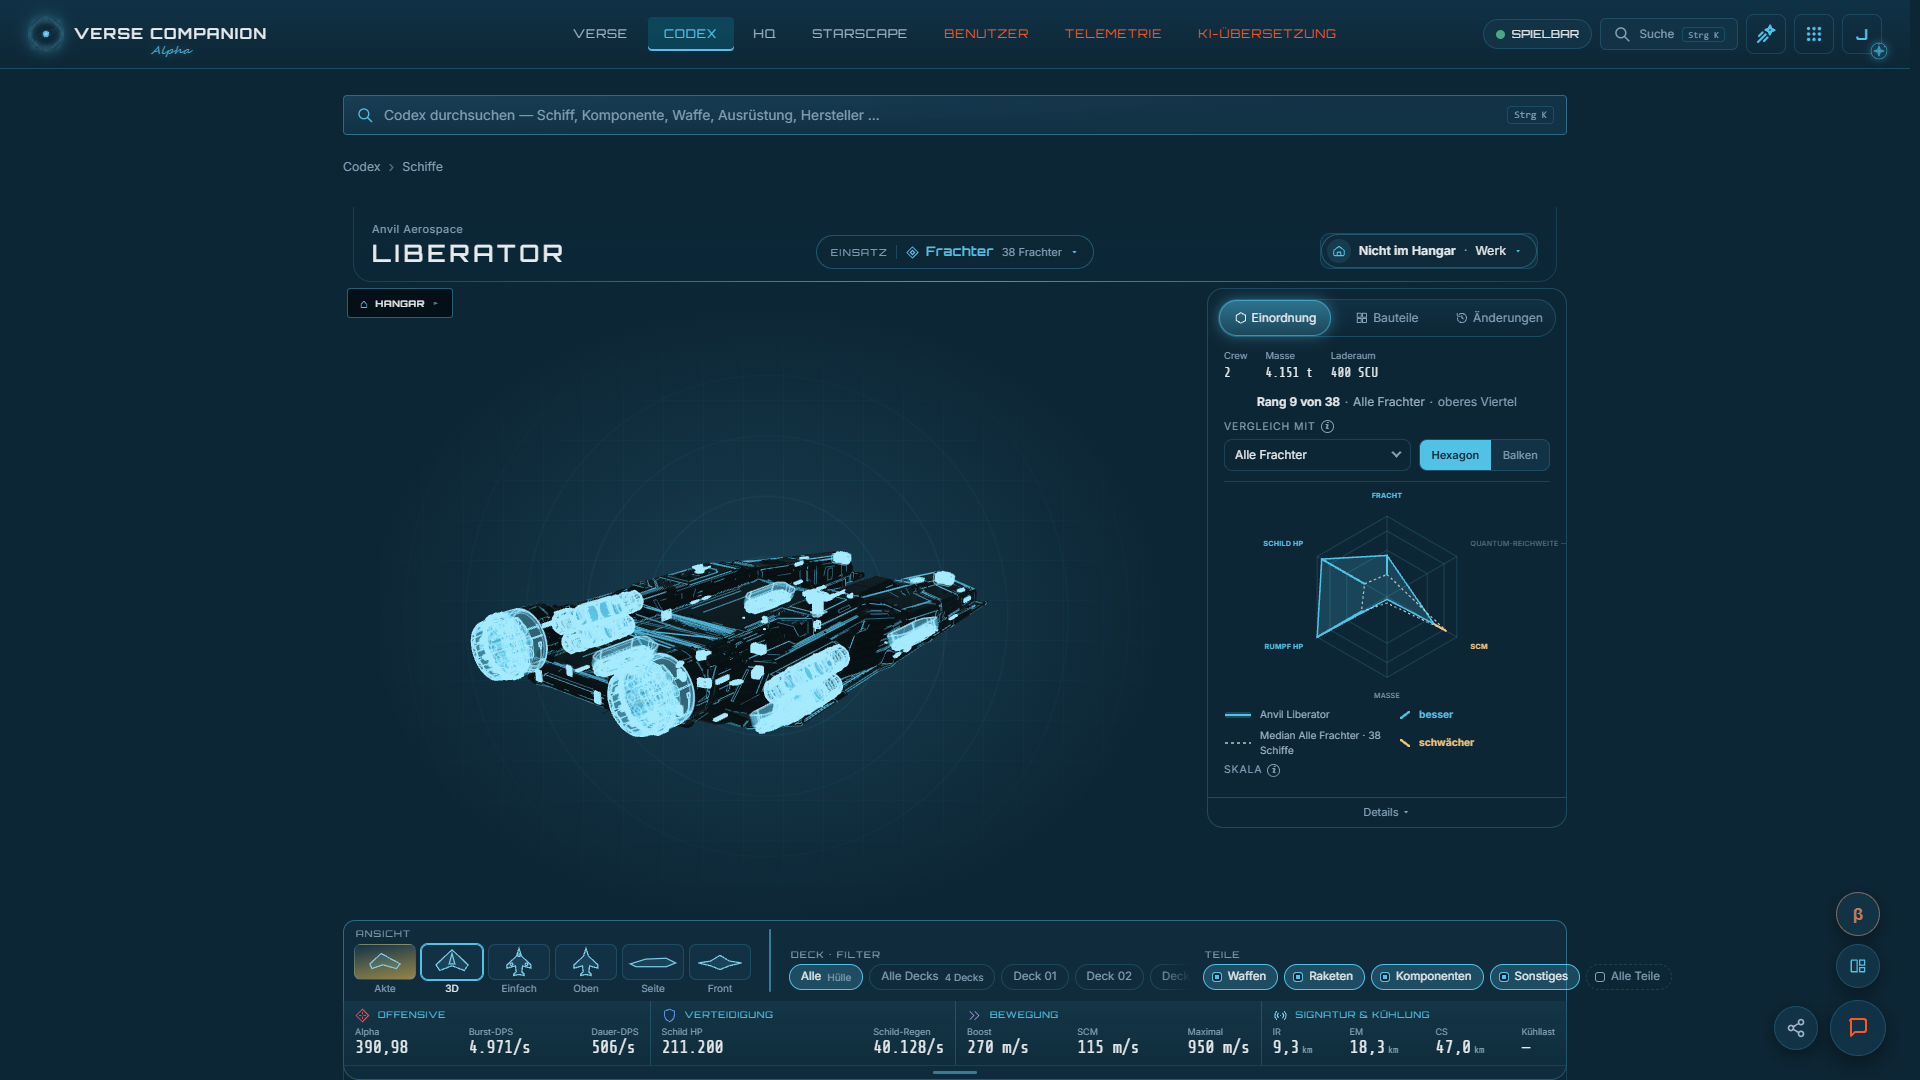 VERSE COMPANION
Alpha
VERSE
CODEX
HQ
STARSCAPE
BENUTZER
TELEMETRIE
KI-ÜBERSETZUNG
SPIELBAR
Suche Strg K
Codex durchsuchen — Schiff, Komponente, Waffe, Ausrüstung, Hersteller ...
Strg K
Codex › Schiffe
Anvil Aerospace
LIBERATOR
EINSATZ Frachter 38 Frachter
Nicht im Hangar · Werk
HANGAR
Einordnung
Bauteile
Änderungen
Crew
2
Masse
4.151 t
Laderaum
400 SCU
Rang 9 von 38 · Alle Frachter · oberes Viertel
VERGLEICH MIT
Alle Frachter
Hexagon
Balken
FRACHT
SCHILD HP
QUANTUM-REICHWEITE —
RUMPF HP
SCM
MASSE
Anvil Liberator
besser
Median Alle Frachter · 38
Schiffe
schwächer
SKALA
Details
ANSICHT
Akte
3D
Einfach
Oben
Seite
Front
DECK · FILTER
Alle Hülle
Alle Decks 4 Decks
Deck 01
Deck 02
Deck
TEILE
Waffen
Raketen
Komponenten
Sonstiges
Alle Teile
OFFENSIVE
Alpha
390,98
Burst-DPS
4.971/s
Dauer-DPS
506/s
VERTEIDIGUNG
Schild HP
211.200
Schild-Regen
40.128/s
BEWEGUNG
Boost
270 m/s
SCM
115 m/s
Maximal
950 m/s
SIGNATUR & KÜHLUNG
IR
9,3 km
EM
18,3 km
CS
47,0 km
Kühllast
—
β